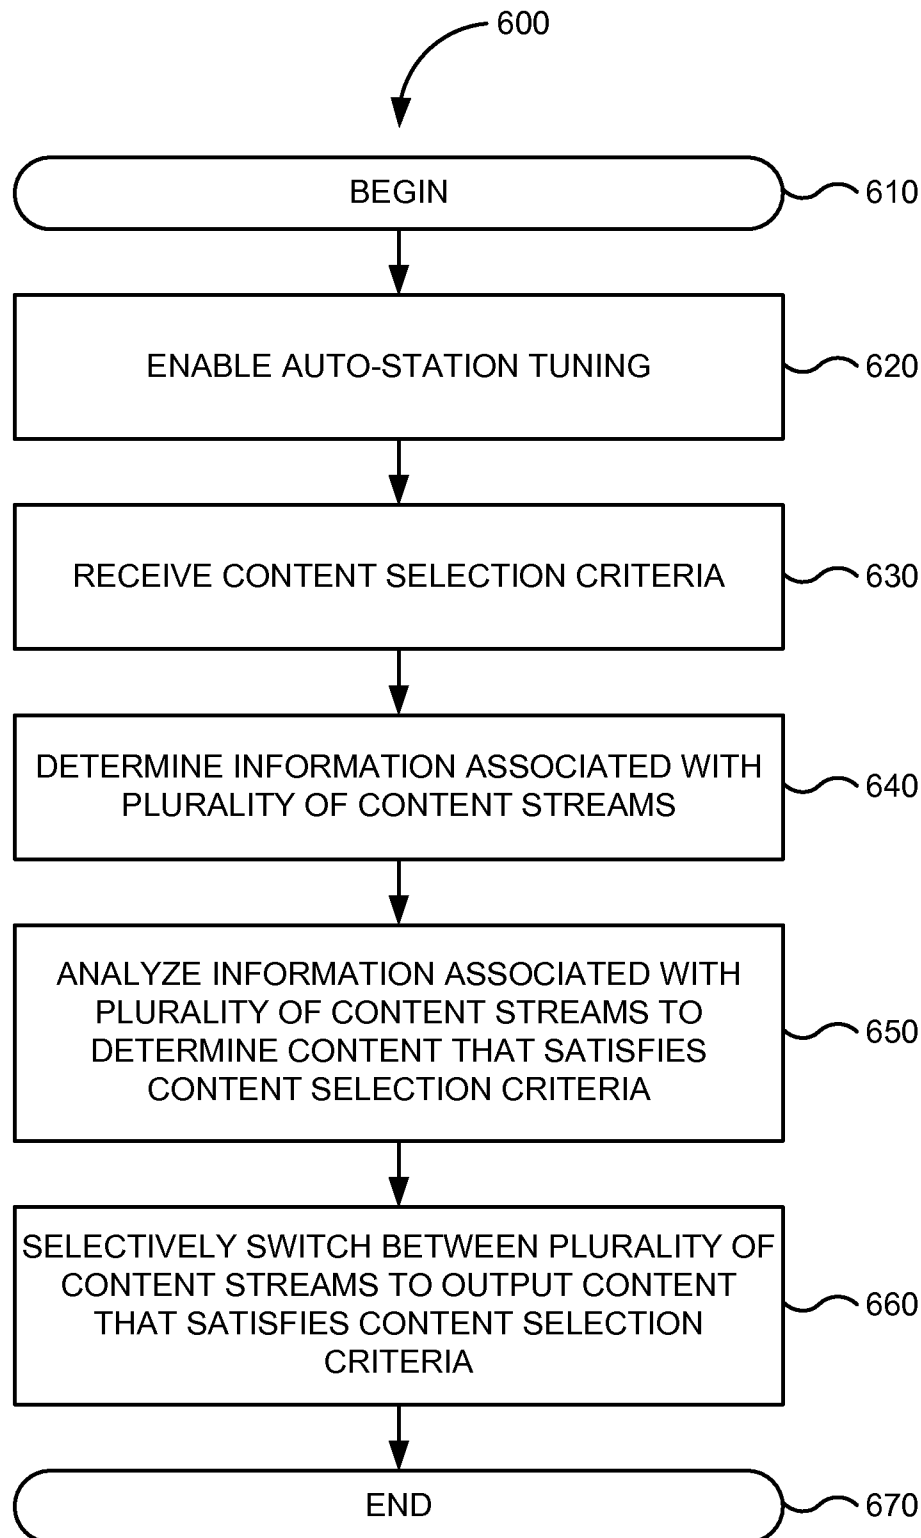 600
BEGIN
610
ENABLE AUTO-STATION TUNING
620
RECEIVE CONTENT SELECTION CRITERIA
630
DETERMINE INFORMATION ASSOCIATED WITH
PLURALITY OF CONTENT STREAMS
640
ANALYZE INFORMATION ASSOCIATED WITH
PLURALITY OF CONTENT STREAMS TO
DETERMINE CONTENT THAT SATISFIES
CONTENT SELECTION CRITERIA
650
SELECTIVELY SWITCH BETWEEN PLURALITY OF
CONTENT STREAMS TO OUTPUT CONTENT
THAT SATISFIES CONTENT SELECTION
CRITERIA
660
END
670